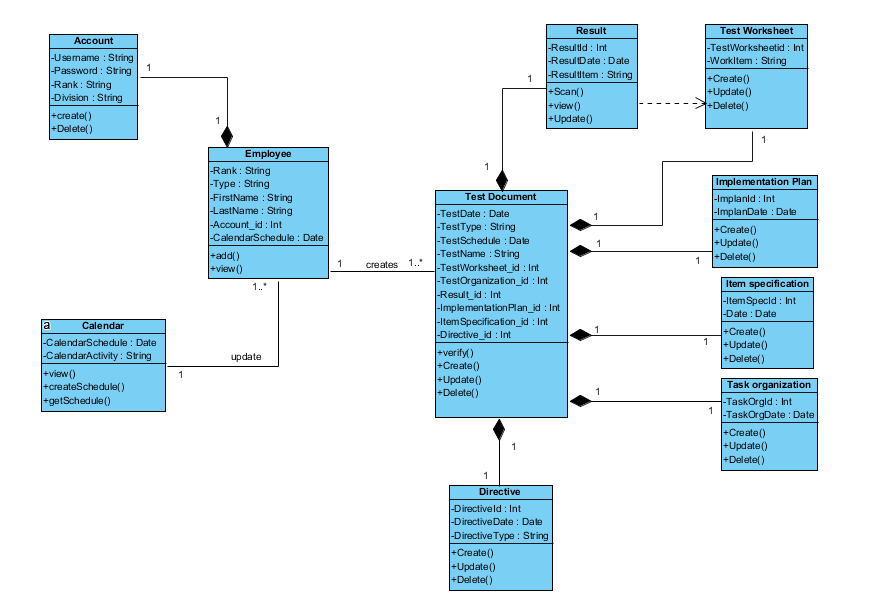 Account
-Username : String
-Password : String
-Rank : String
-Division : String
+create()
+Delete()
1
1
Employee
-Rank : String
-Type : String
-FirstName : String
-LastName : String
-Account_id : Int
-CalendarSchedule : Date
+add()
+view()
1..*
1
creates
1..*
a
Calendar
-CalendarSchedule : Date
-CalendarActivity : String
+view()
+createSchedule()
+getSchedule()
update
1
Result
-ResultId : Int
-ResultDate : Date
-ResultItem : String
+Scan()
+view()
+Update()
1
1
Test Worksheet
-TestWorksheetid : Int
-WorkItem : String
+Create()
+Update()
+Delete()
1
Test Document
-TestDate : Date
-TestType : String
-TestSchedule : Date
-TestName : String
-TestWorksheet_id : Int
-TestOrganization_id : Int
-Result_id : Int
-ImplementationPlan_id : Int
-ItemSpecification_id : Int
-Directive_id : Int
+verify()
+Create()
+Update()
+Delete()
1
1
1
Implementation Plan
-ImplanId : Int
-ImplanDate : Date
+Create()
+Update()
+Delete()
1
1
Item specification
-ItemSpecId : Int
-Date : Date
+Create()
+Update()
+Delete()
1
1
Task organization
-TaskOrgId : Int
-TaskOrgDate : Date
+Create()
+Update()
+Delete()
1
1
Directive
-DirectiveId : Int
-DirectiveDate : Date
-DirectiveType : String
+Create()
+Update()
+Delete()